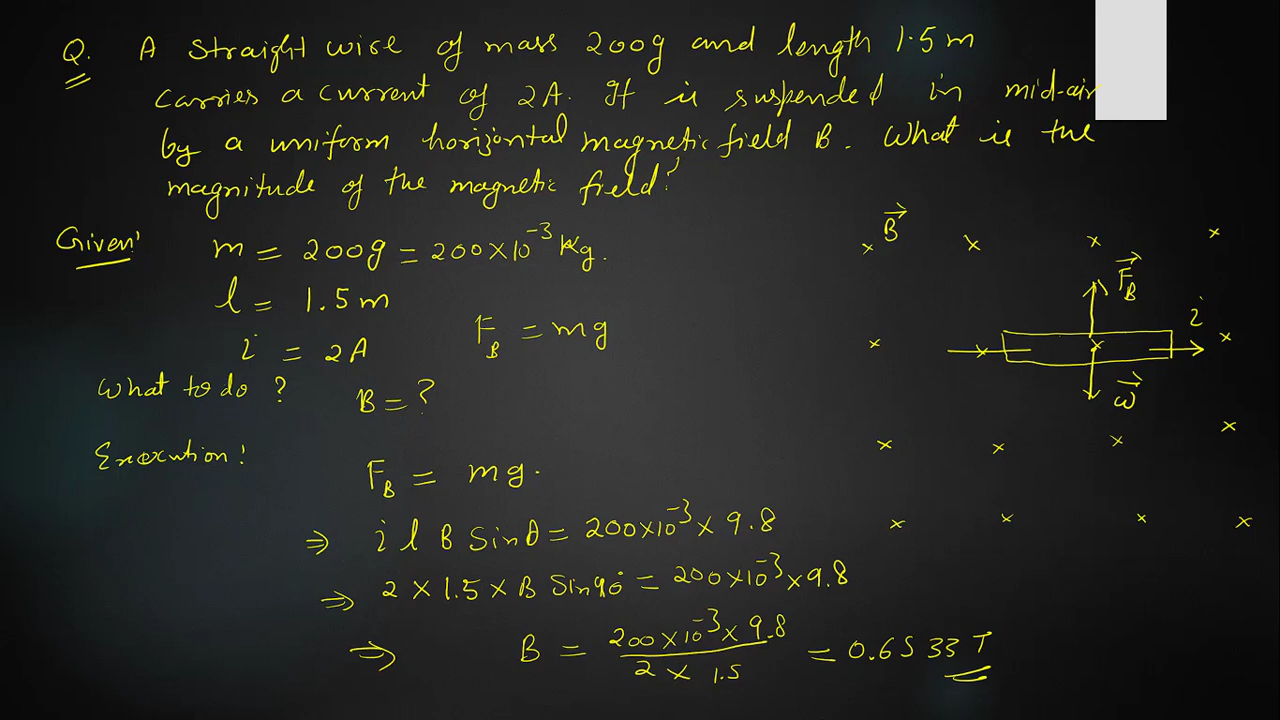 Q. A straight wire of mass 200g and length 1.5m
carries a current of 2A. If is suspended in mid-air
by a uniform horizontal magnetic field B. What is the
magnitude of the magnetic field?
Given: m = 200g = 200×10⁻³ Kg.
l = 1.5m
i = 2A
F_B = mg
What to do? B = ?
Execution:
F_B = mg.
⇒ i l B Sinθ = 200×10⁻³ × 9.8
⇒ 2 × 1.5 × B Sin90° = 200×10⁻³×9.8
⇒ B = (200×10⁻³ × 9.8)/(2 × 1.5) = 0.6533 T
B⃗
× × × ×
F⃗_B
i
× × × ×
w⃗
× × × ×
× × × ×